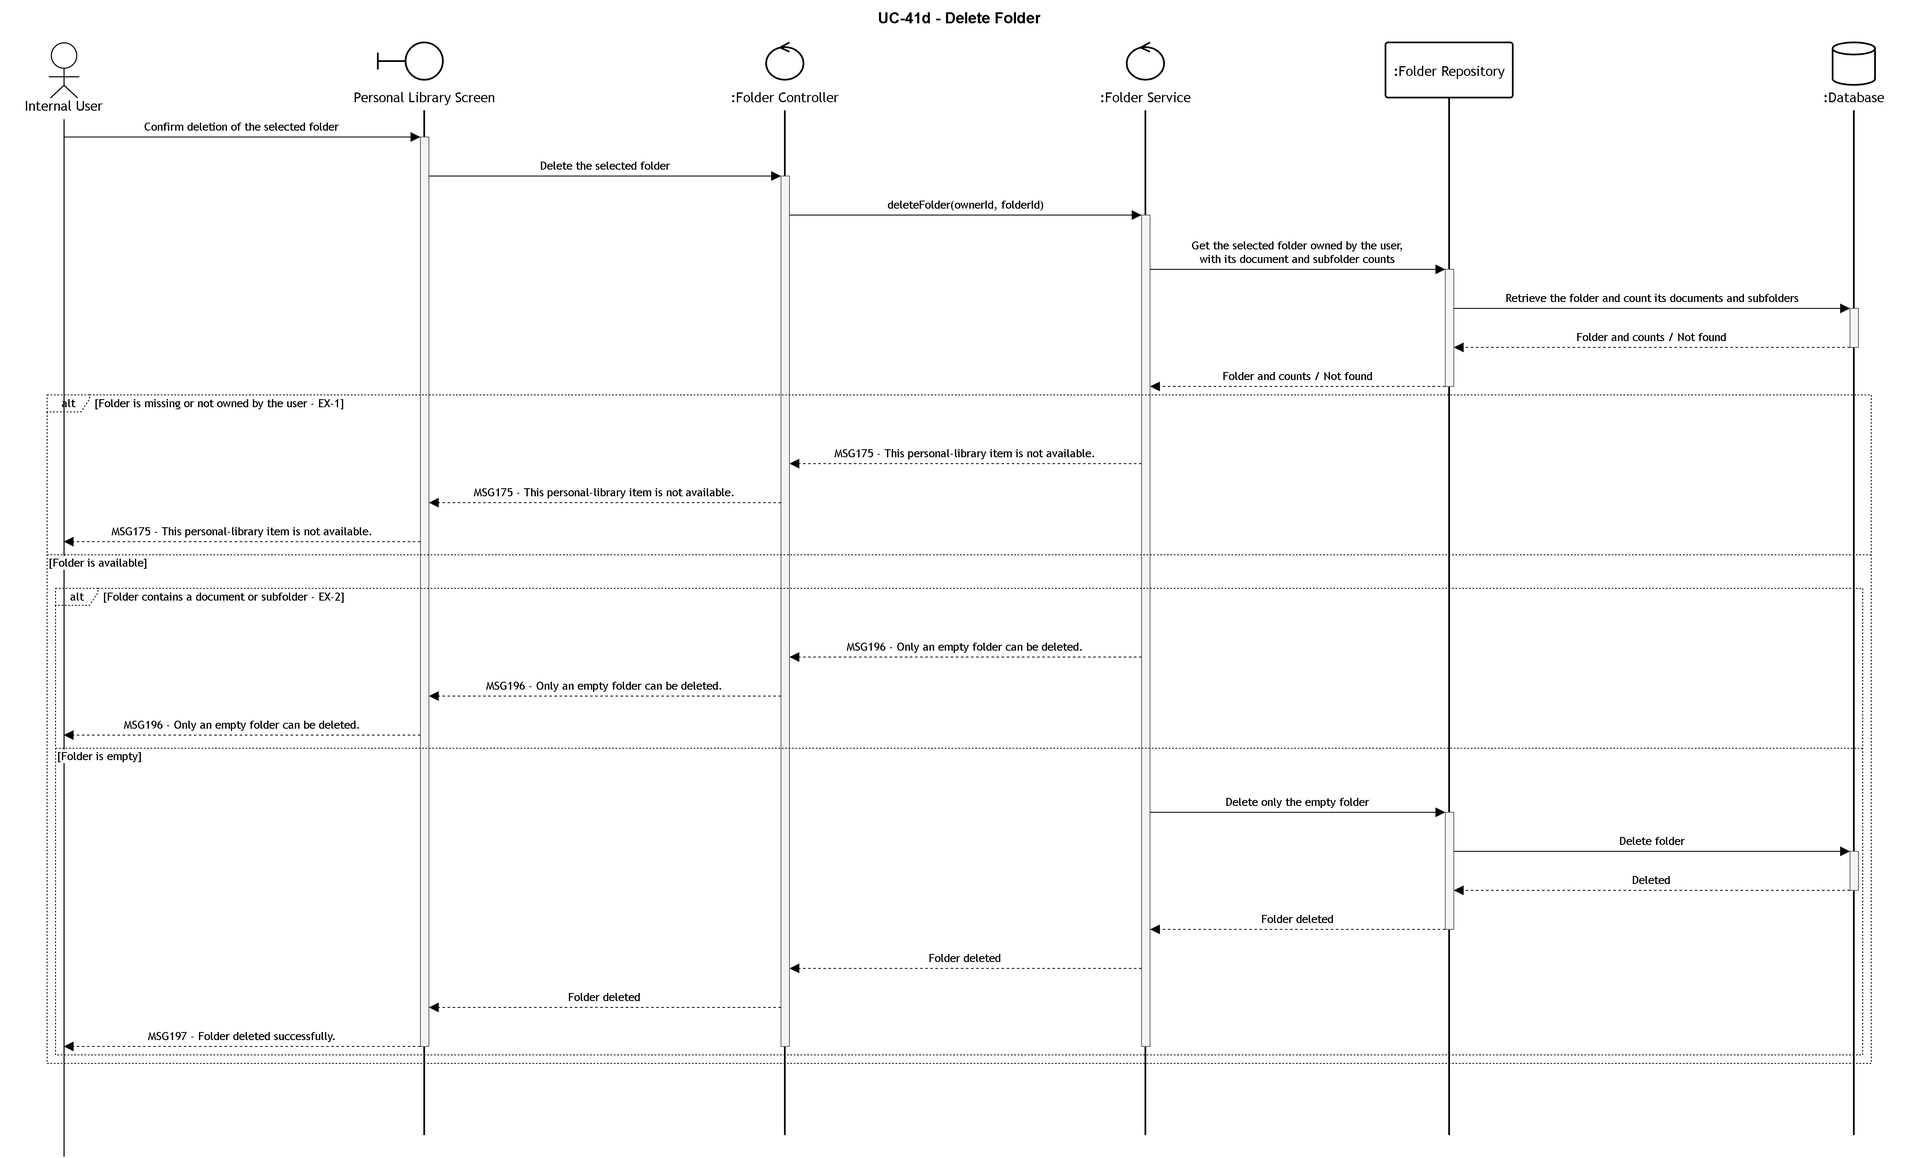 UC-41d - Delete Folder
Internal User
Personal Library Screen
:Folder Controller
:Folder Service
:Folder Repository
:Database
Confirm deletion of the selected folder
Delete the selected folder
deleteFolder(ownerId, folderId)
Get the selected folder owned by the user,
with its document and subfolder counts
Retrieve the folder and count its documents and subfolders
Folder and counts / Not found
Folder and counts / Not found
alt [Folder is missing or not owned by the user - EX-1]
MSG175 - This personal-library item is not available.
MSG175 - This personal-library item is not available.
MSG175 - This personal-library item is not available.
[Folder is available]
alt [Folder contains a document or subfolder - EX-2]
MSG196 - Only an empty folder can be deleted.
MSG196 - Only an empty folder can be deleted.
MSG196 - Only an empty folder can be deleted.
[Folder is empty]
Delete only the empty folder
Delete folder
Deleted
Folder deleted
Folder deleted
Folder deleted
MSG197 - Folder deleted successfully.